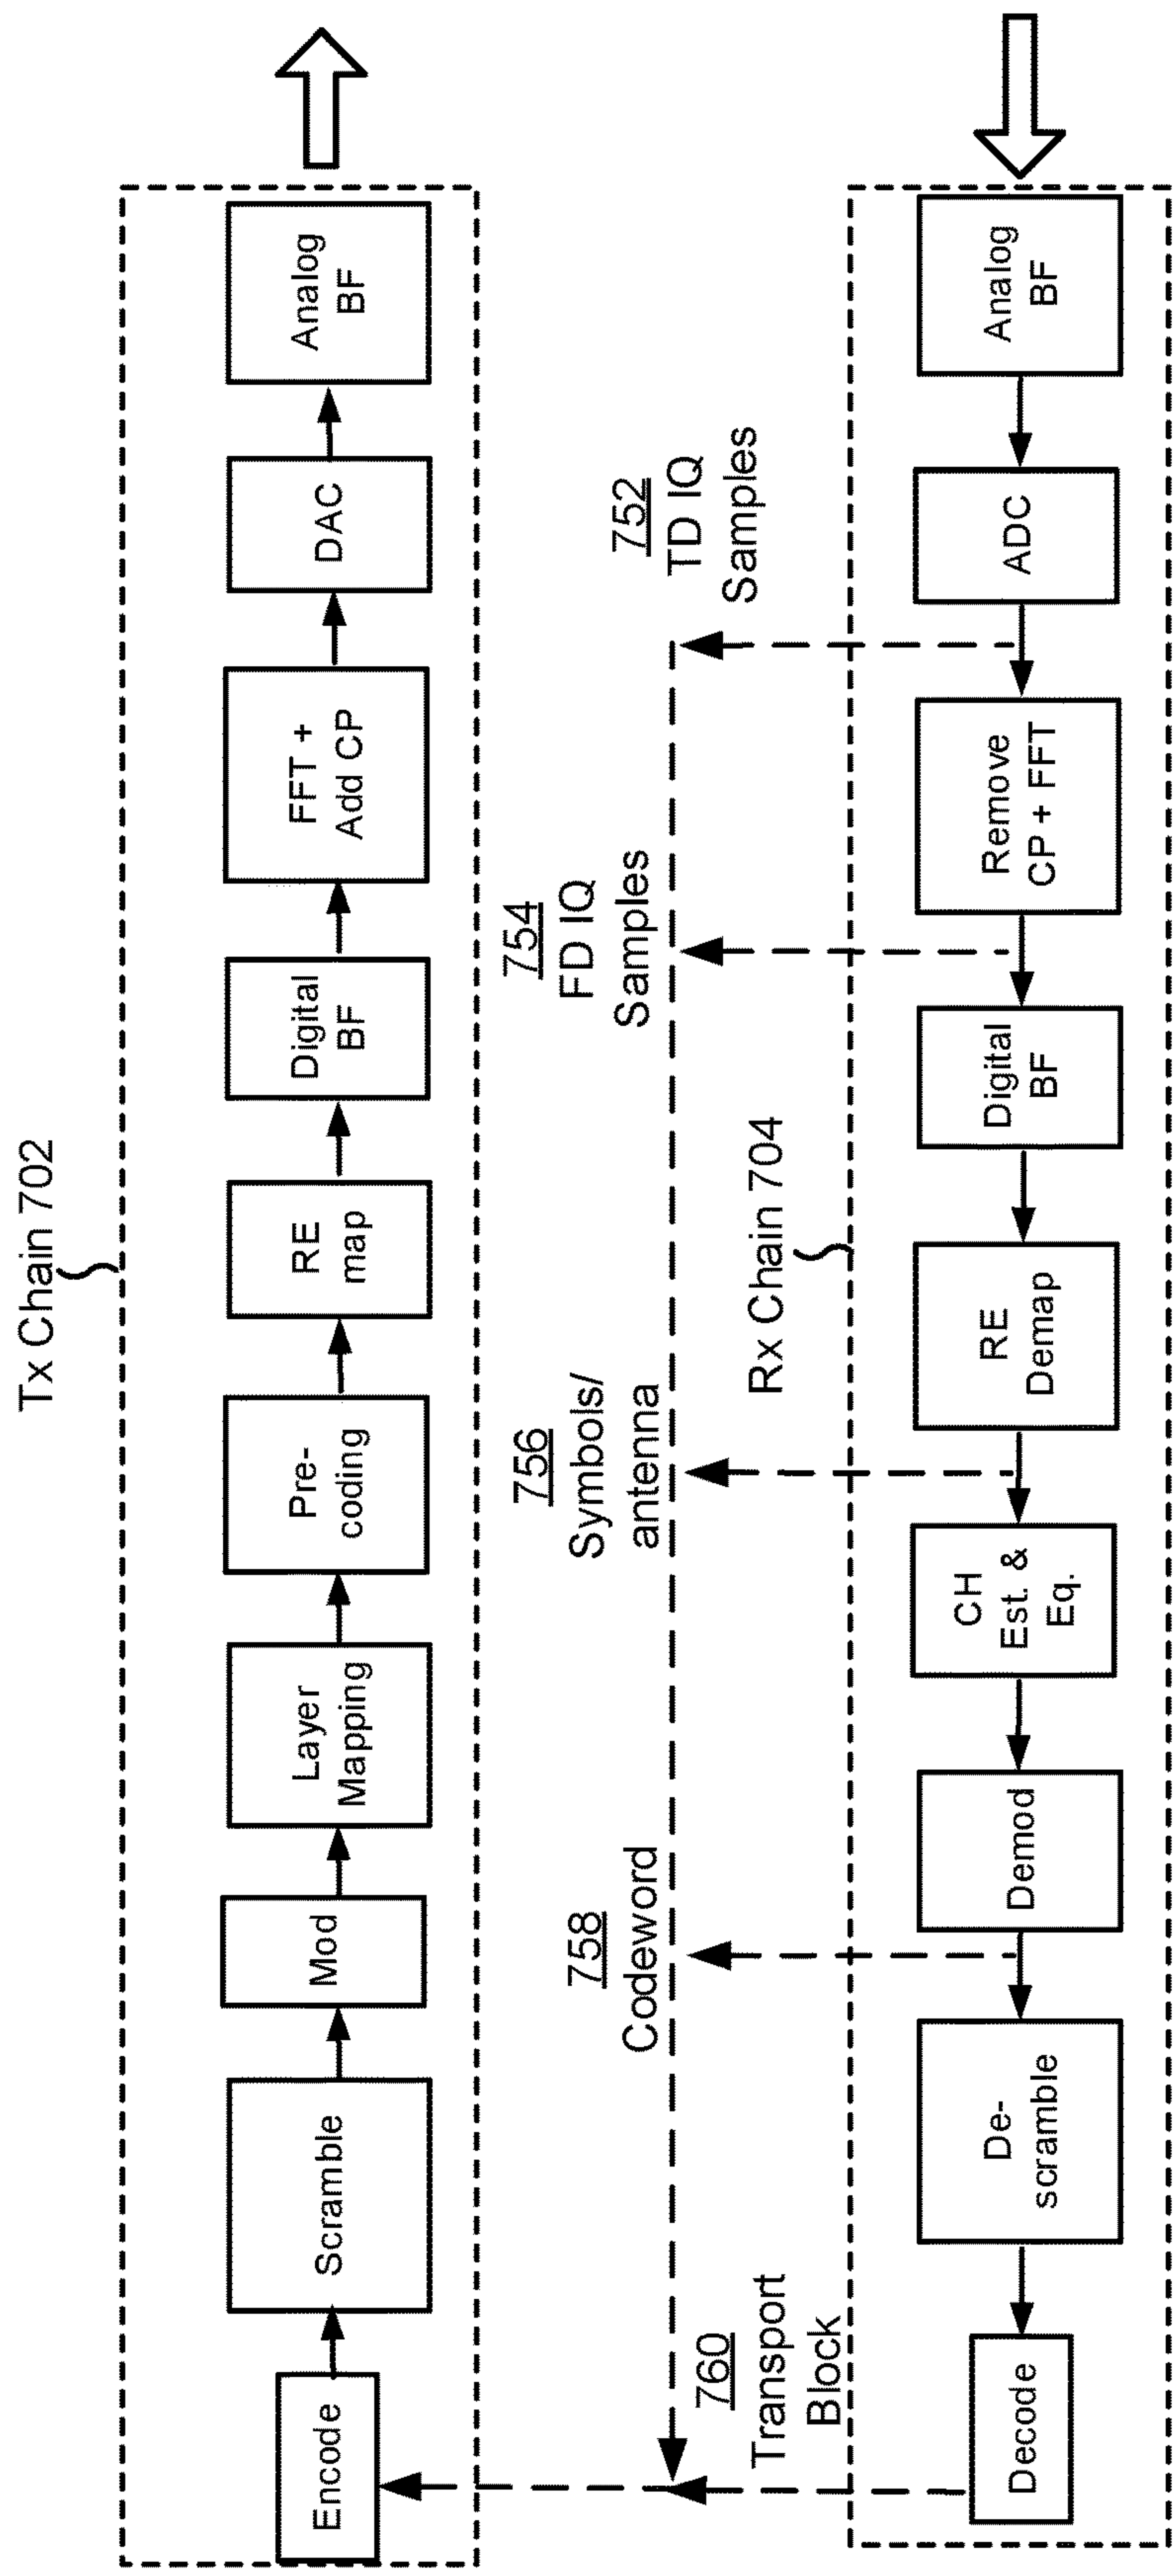 Tx Chain 702
Encode
Scramble
Mod
Layer
Mapping
Pre-
coding
RE
map
Digital
BF
FFT +
Add CP
DAC
Analog
BF
760
Transport
Block
758
Codeword
756
Symbols/
antenna
754
FD IQ
Samples
752
TD IQ
Samples
Rx Chain 704
Decode
De-
scramble
Demod
CH
Est. &
Eq.
RE
Demap
Digital
BF
Remove
CP + FFT
ADC
Analog
BF